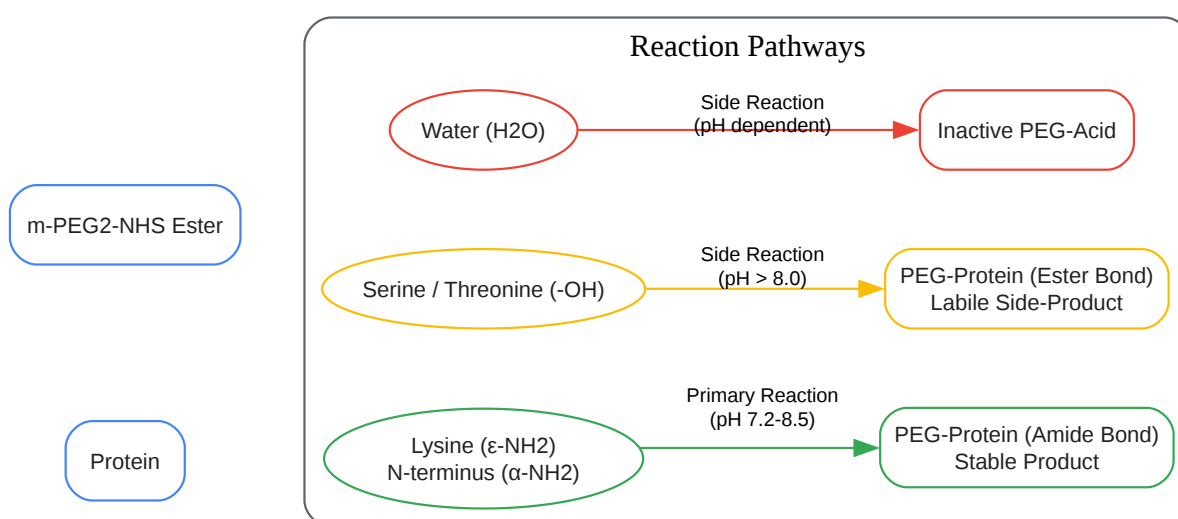 Reaction Pathways
Side Reaction
(pH dependent)
Water (H2O)
Inactive PEG-Acid
m-PEG2-NHS Ester
Side Reaction
(pH > 8.0)
Serine / Threonine (-OH)
PEG-Protein (Ester Bond)
Labile Side-Product
Primary Reaction
(pH 7.2-8.5)
Protein
Lysine (ε-NH2)
N-terminus (α-NH2)
PEG-Protein (Amide Bond)
Stable Product